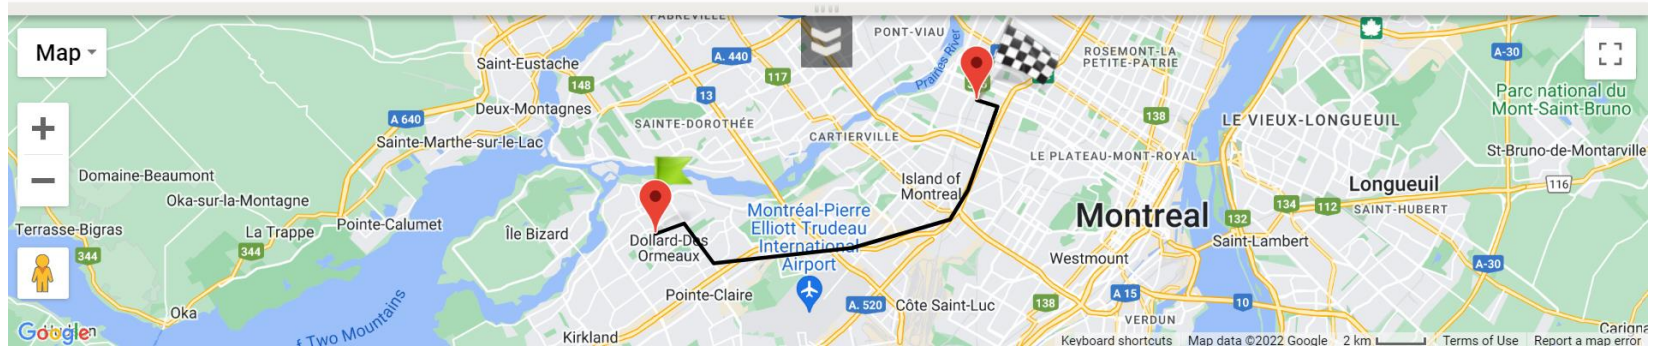 FABREVILLE
Map
Saint-Eustache
A. 440
PONT-VIAU
Prairies River
ROSEMONT-LA
PETITE-PATRIE
A-30
148
117
13
Parc national du
Mont-Saint-Bruno
Deux-Montagnes
A 640
SAINTE-DOROTHÉE
CARTIERVILLE
138
LE VIEUX-LONGUEUIL
Sainte-Marthe-sur-le-Lac
LE PLATEAU-MONT-ROYAL
St-Bruno-de-Montarville
Domaine-Beaumont
Island of
Montreal
Longueuil
116
Oka-sur-la-Montagne
Montréal-Pierre
Elliott Trudeau
International
Airport
Montreal
132
134
112
SAINT-HUBERT
Terrasse-Bigras
La Trappe
Pointe-Calumet
Île Bizard
Dollard-Des
Ormeaux
Saint-Lambert
344
344
Westmount
A-30
Pointe-Claire
A. 520
Côte Saint-Luc
138
A 15
10
Oka
Two Mountains
VERDUN
Google
Kirkland
Carigna
Keyboard shortcuts
Map data ©2022 Google
2 km
Terms of Use
Report a map error